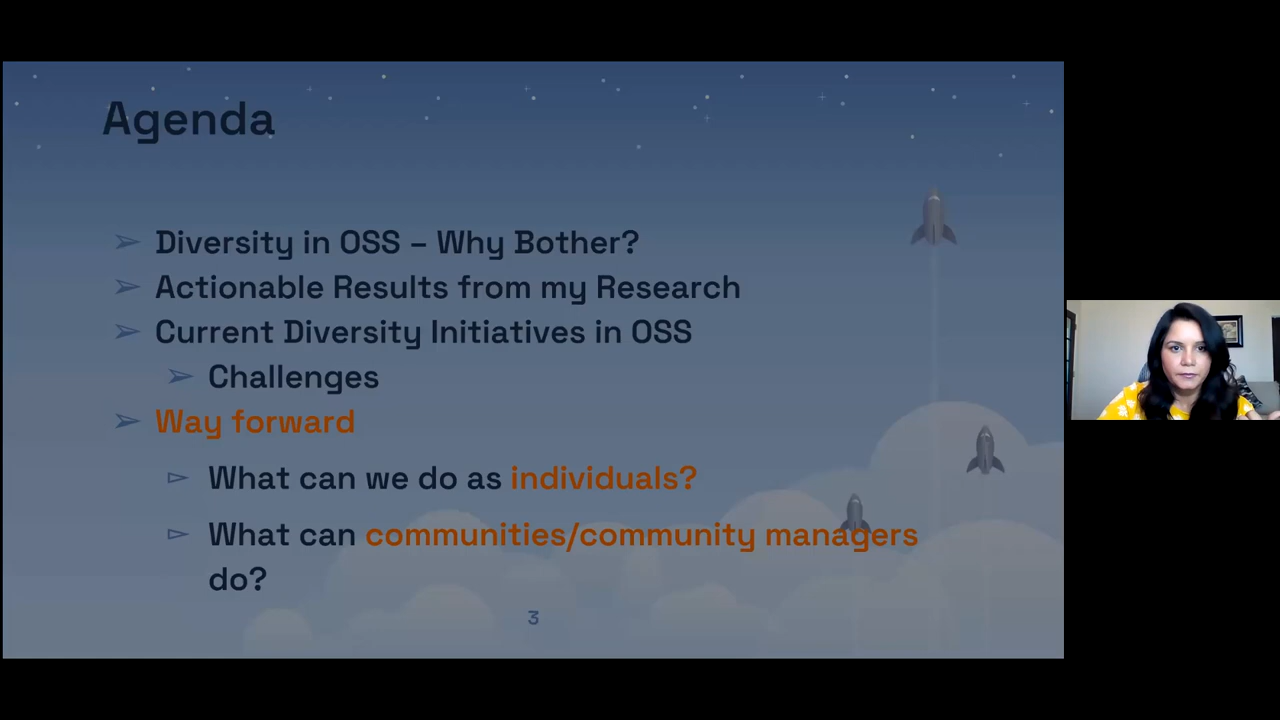 Agenda
➢ Diversity in OSS – Why Bother?
➢ Actionable Results from my Research
➢ Current Diversity Initiatives in OSS
➢ Challenges
➢ Way forward
▻ What can we do as individuals?
▻ What can communities/community managers
do?
3